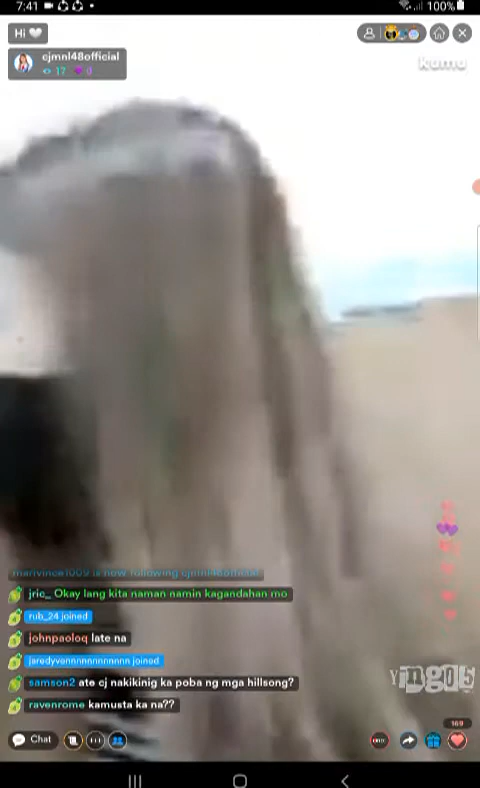 7:41
100%
Hi
cjmnl48official
17
0
kumu
marivince1009 is now following cjmnl48official
jric_ Okay lang kita naman namin kagandahan mo
rub_24 joined
johnpaoloq late na
jaredyvennnnnnnnnnnn joined
samson2 ate cj nakikinig ka poba ng mga hillsong?
ravenrome kamusta ka na??
Ying05
169
Chat